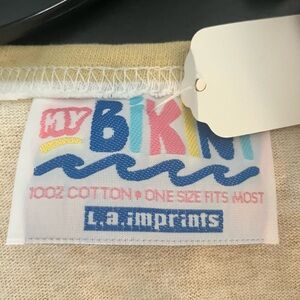 MY BIKINI
100% COTTON • ONE SIZE FITS MOST
L.a.imprints